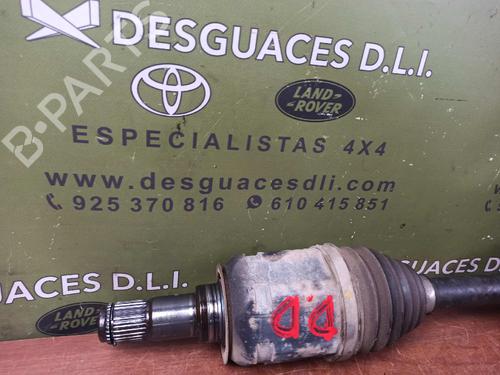 DESGUACES D.L.I.
LAND ROVER
ESPECIALISTAS 4X4
www.desguacesdli.com
925 370 816 610 415 851
B-PARTS
GUACES D.L.I.
LAND ROVER
DD